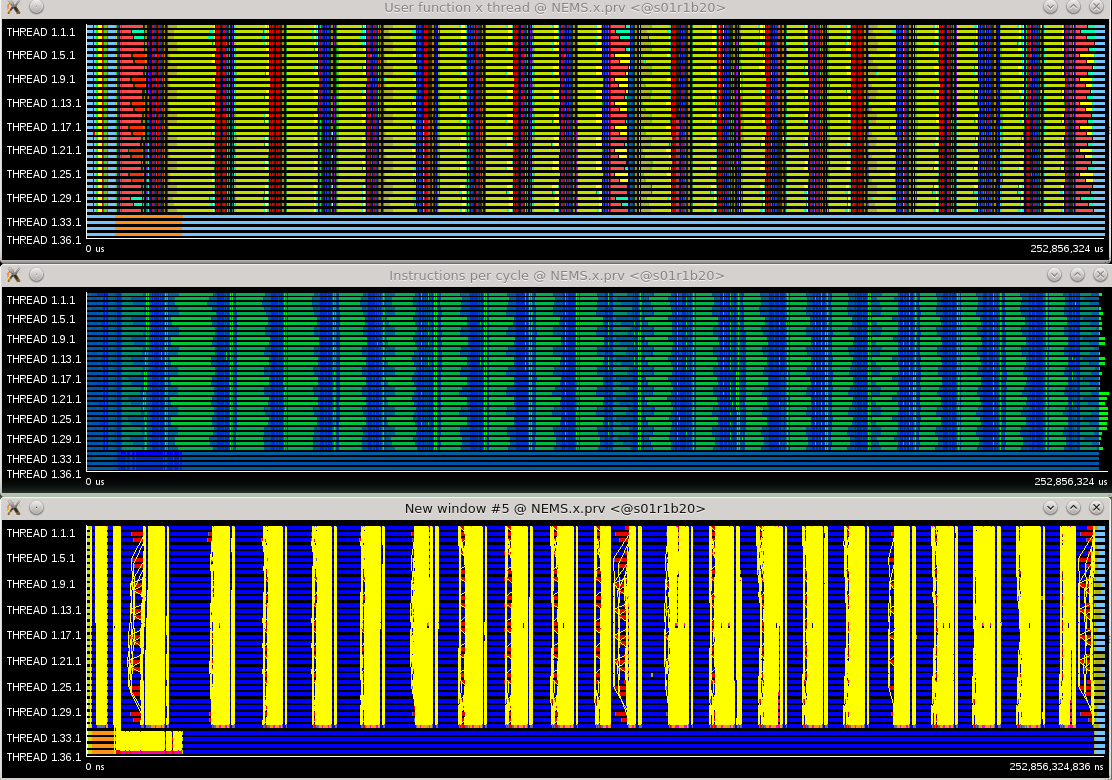 User function x thread @ NEMS.x.prv <@s01r1b20>
THREAD 1.1.1
THREAD 1.5.1
THREAD 1.9.1
THREAD 1.13.1
THREAD 1.17.1
THREAD 1.21.1
THREAD 1.25.1
THREAD 1.29.1
THREAD 1.33.1
THREAD 1.36.1
0 us 252,856,324 us
Instructions per cycle @ NEMS.x.prv <@s01r1b20>
THREAD 1.1.1
THREAD 1.5.1
THREAD 1.9.1
THREAD 1.13.1
THREAD 1.17.1
THREAD 1.21.1
THREAD 1.25.1
THREAD 1.29.1
THREAD 1.33.1
THREAD 1.36.1
0 us 252,856,324 us
New window #5 @ NEMS.x.prv <@s01r1b20>
THREAD 1.1.1
THREAD 1.5.1
THREAD 1.9.1
THREAD 1.13.1
THREAD 1.17.1
THREAD 1.21.1
THREAD 1.25.1
THREAD 1.29.1
THREAD 1.33.1
THREAD 1.36.1
0 ns 252,856,324,836 ns